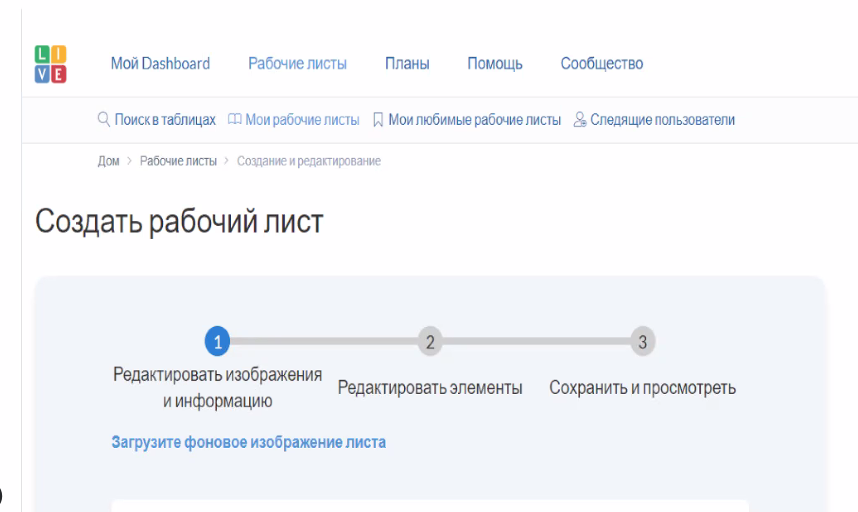 LIVE
Мой Dashboard Рабочие листы Планы Помощь Сообщество
Поиск в таблицах Мои рабочие листы Мои любимые рабочие листы Следящие пользователи
Дом > Рабочие листы > Создание и редактирование
Создать рабочий лист
1 2 3
Редактировать изображения
и информацию
Редактировать элементы
Сохранить и просмотреть
Загрузите фоновое изображение листа